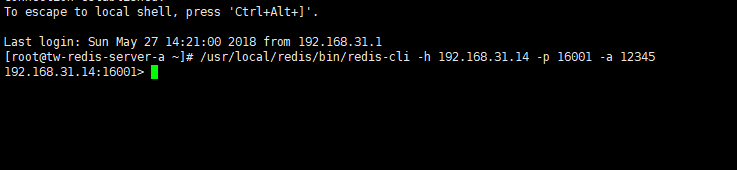 To escape to local shell, press 'Ctrl+Alt+]'.
Last login: Sun May 27 14:21:00 2018 from 192.168.31.1
[root@tw-redis-server-a ~]# /usr/local/redis/bin/redis-cli -h 192.168.31.14 -p 16001 -a 12345
192.168.31.14:16001>